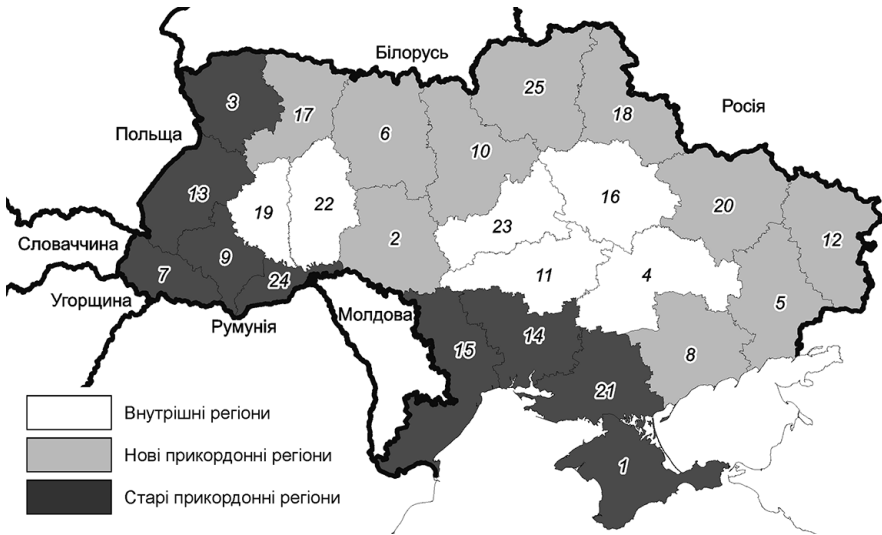 Білорусь
3
17
25
6
18
Росія
Польща
10
13
16
20
19
22
23
12
2
Словаччина
9
11
4
7
24
5
Угорщина
Румунія
Молдова
15
14
8
21
Внутрішні регіони
Нові прикордонні регіони
1
Старі прикордонні регіони